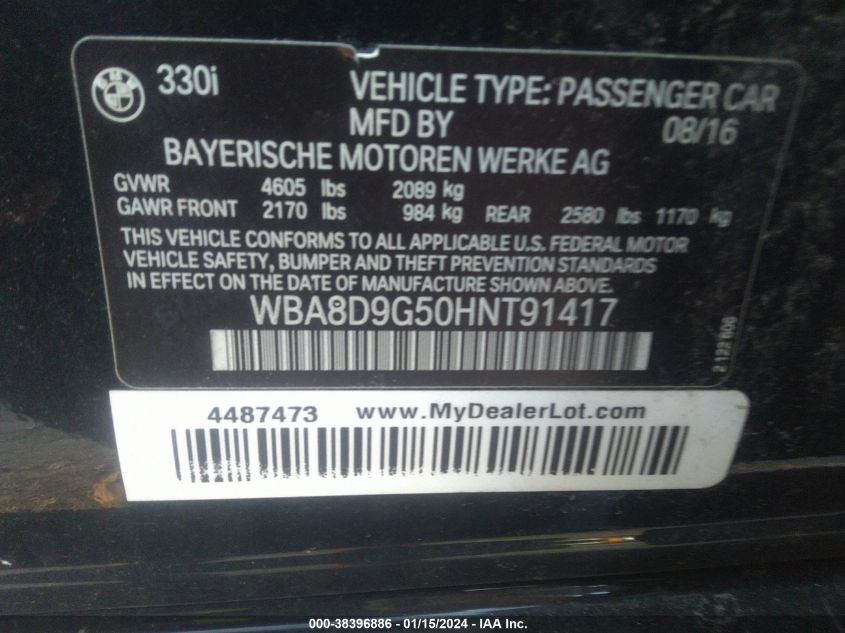 BMW
330i VEHICLE TYPE: PASSENGER CAR
MFD BY 08/16
BAYERISCHE MOTOREN WERKE AG
GVWR 4605 lbs 2089 kg
GAWR FRONT 2170 lbs 984 kg REAR 2580 lbs 1170 kg
THIS VEHICLE CONFORMS TO ALL APPLICABLE U.S. FEDERAL MOTOR
VEHICLE SAFETY, BUMPER AND THEFT PREVENTION STANDARDS
IN EFFECT ON THE DATE OF MANUFACTURE SHOWN ABOVE.
WBA8D9G50HNT91417
4487473 www.MyDealerLot.com
000-38396886 - 01/15/2024 - IAA Inc.